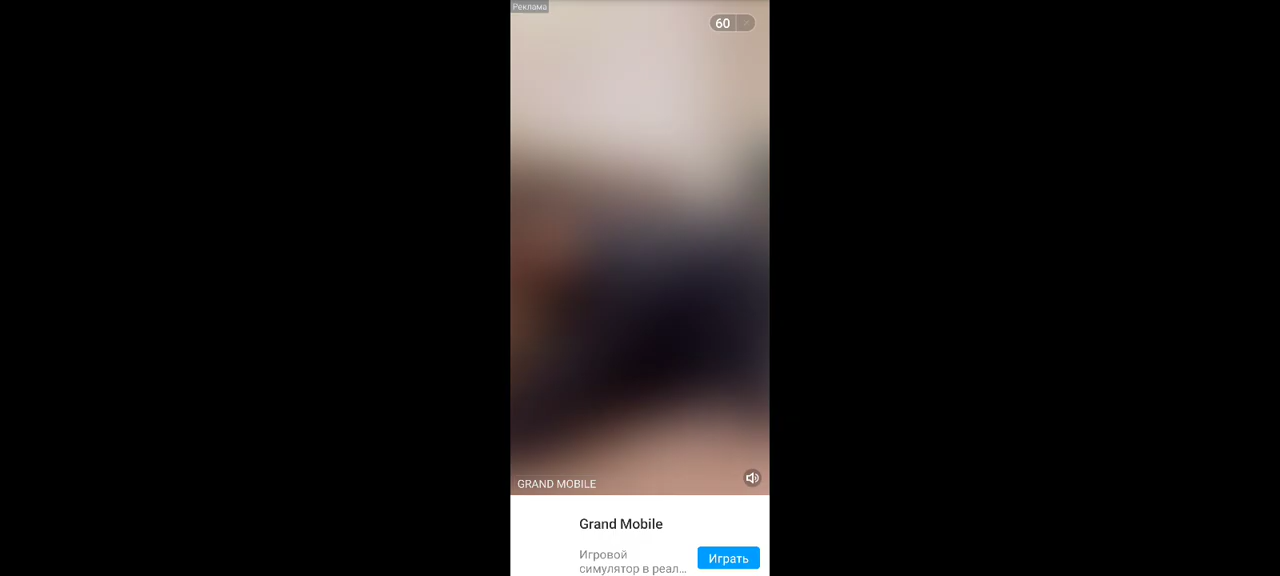 Реклама
60
GRAND MOBILE
Grand Mobile
Игровой
симулятор в реал...
Играть